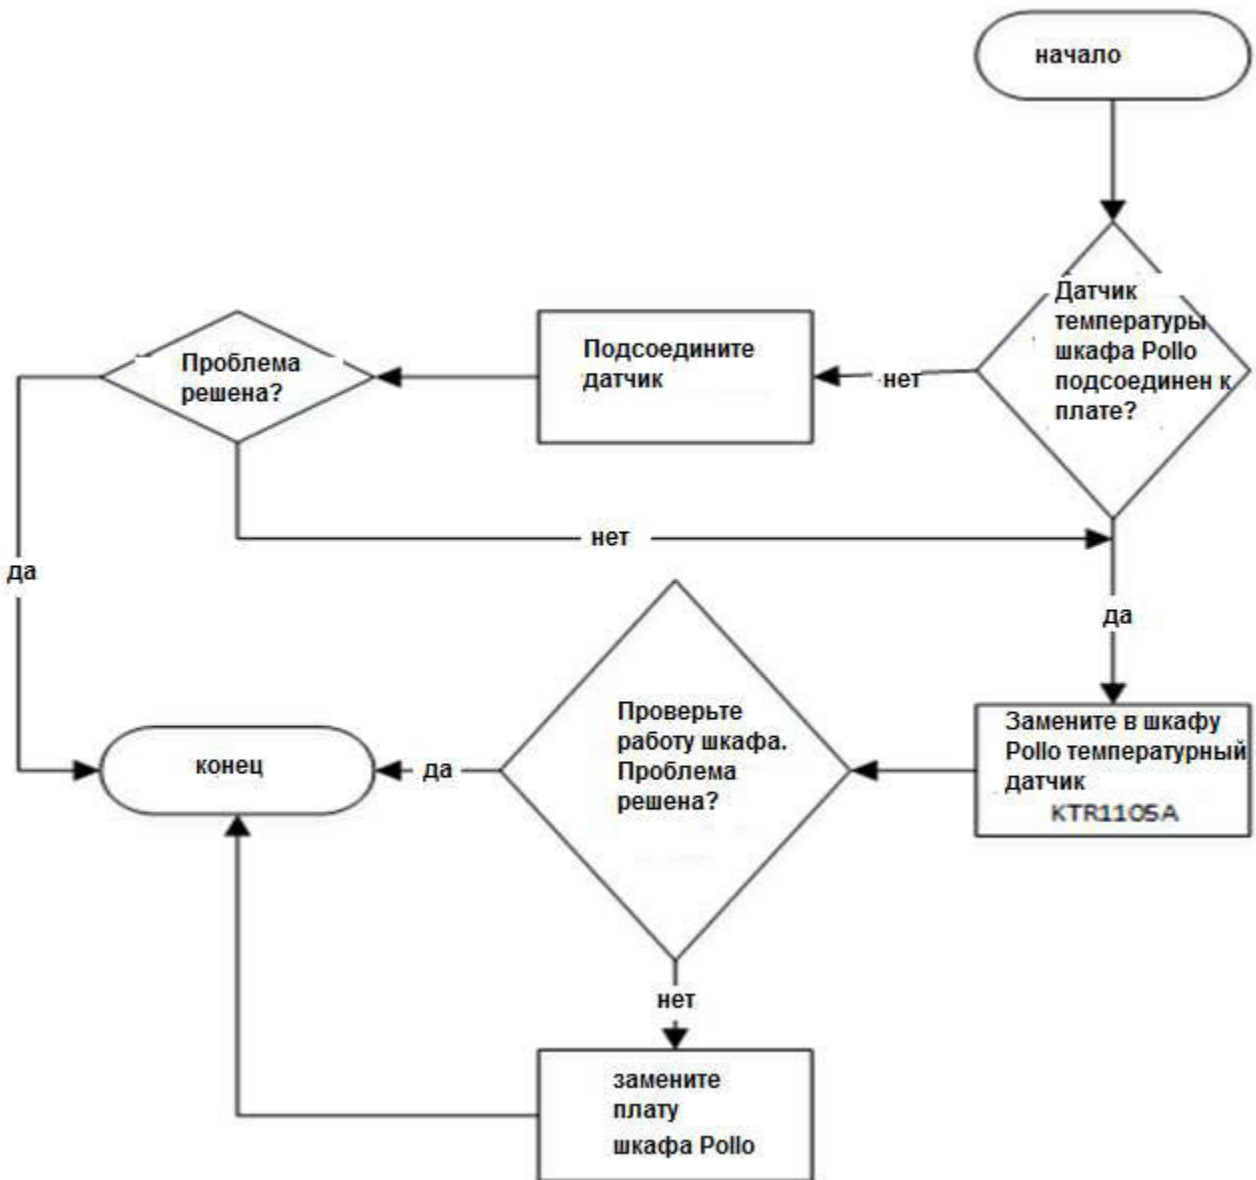 начало
Датчик
температуры
шкафа Pollo
подсоединен к
плате?
нет
Подсоедините
датчик
Проблема
решена?
нет
да
да
Замените в шкафу
Pollo температурный
датчик
KTR1105A
Проверьте
работу шкафа.
Проблема
решена?
да
конец
нет
замените
плату
шкафа Pollo